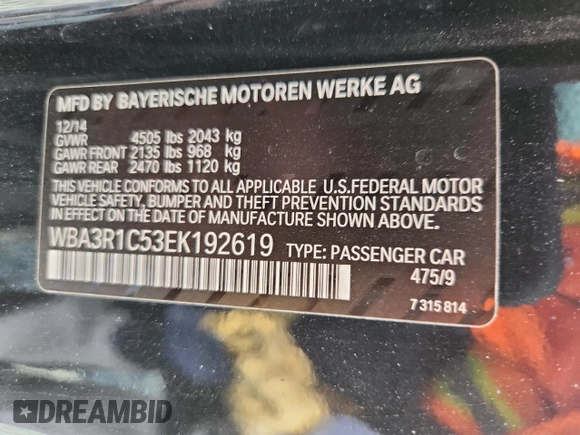 MFD BY BAYERISCHE MOTOREN WERKE AG
12/14
GVWR 4505 lbs 2043 kg
GAWR FRONT 2135 lbs 968 kg
GAWR REAR 2470 lbs 1120 kg
THIS VEHICLE CONFORMS TO ALL APPLICABLE U.S.FEDERAL MOTOR
VEHICLE SAFETY, BUMPER AND THEFT PREVENTION STANDARDS
IN EFFECT ON THE DATE OF MANUFACTURE SHOWN ABOVE.
WBA3R1C53EK192619 TYPE: PASSENGER CAR
475/9
7 315 814
DREAMBID